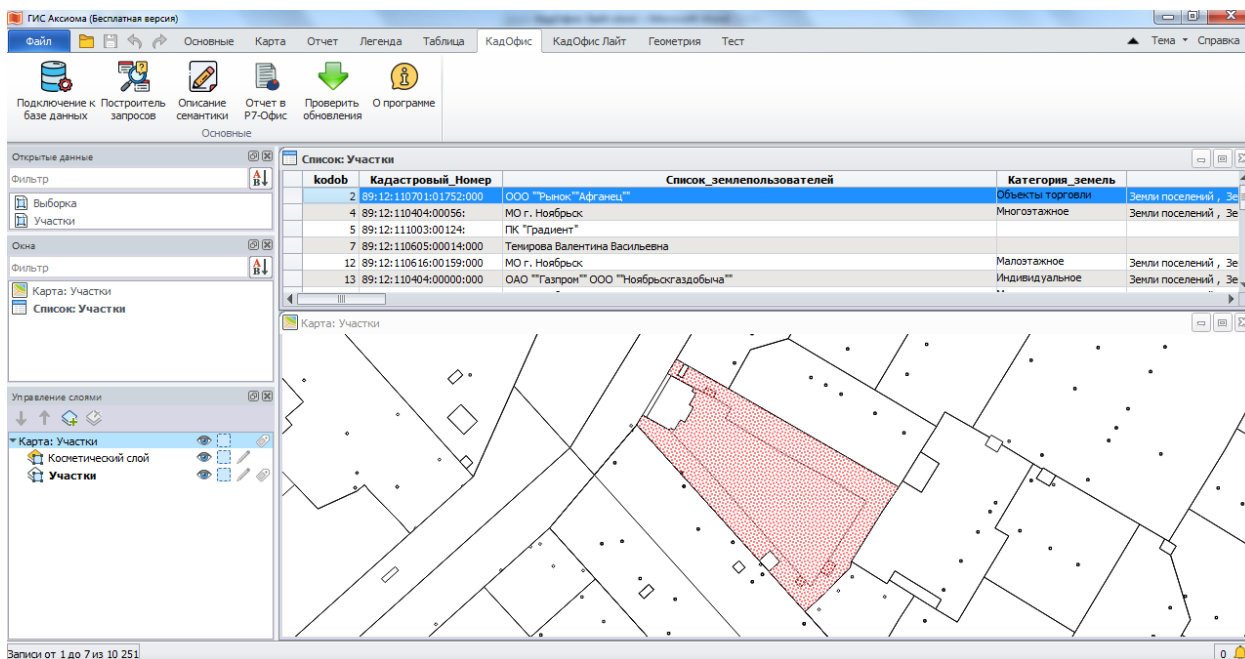 ГИС Аксиома (Бесплатная версия)
Файл Основные Карта Отчет Легенда Таблица КадОфис КадОфис Лайт Геометрия Тест Тема Справка
Подключение к базе данных
Построитель запросов
Описание семантики
Отчет в Р7-Офис
Проверить обновления
О программе
Основные
Открытые данные
Фильтр
Выборка
Участки
Окна
Фильтр
Карта: Участки
Список: Участки
Управление слоями
Карта: Участки
Косметический слой
Участки
Список: Участки
kodob Кадастровый_Номер Список_землепользователей Категория_земель
2 89:12:110701:01752:000 ООО ""Рынок""Афганец"" Объекты торговли Земли поселений , Зе
4 89:12:110404:00056: МО г. Ноябрьск Многоэтажное Земли поселений , Зе
5 89:12:111003:00124: ПК "Градиент"
7 89:12:110605:00014:000 Темирова Валентина Васильевна
12 89:12:110616:00159:000 МО г. Ноябрьск Малоэтажное Земли поселений , Зе
13 89:12:110404:00000:000 ОАО ""Газпром"" ООО ""Ноябрьскгаздобыча"" Индивидуальное Земли поселений , Зе
Карта: Участки
Записи от 1 до 7 из 10 251
0